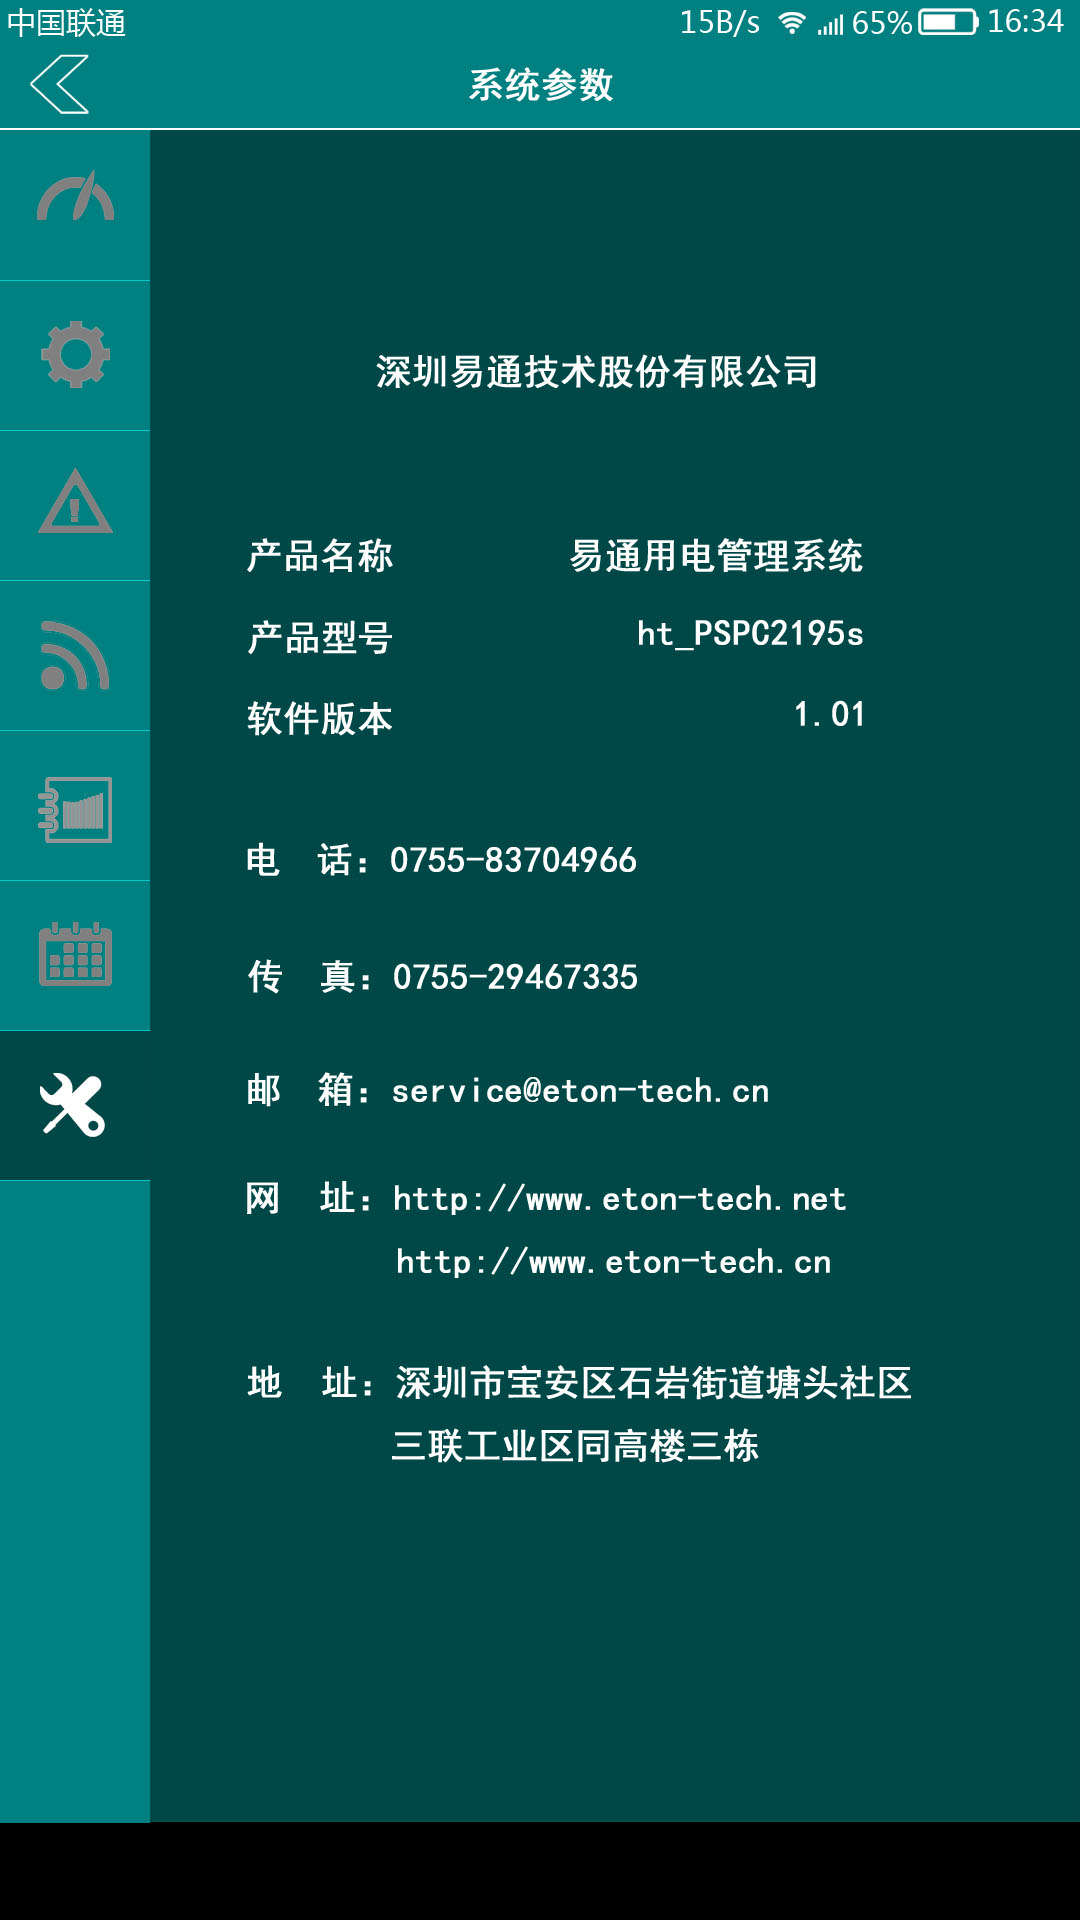 中国联通 15B/s 65% 16:34
系统参数
深圳易通技术股份有限公司
产品名称 易通用电管理系统
产品型号 ht_PSPC2195s
软件版本 1.01
电 话：0755-83704966
传 真：0755-29467335
邮 箱：service@eton-tech.cn
网 址：http://www.eton-tech.net
http://www.eton-tech.cn
地 址：深圳市宝安区石岩街道塘头社区
三联工业区同高楼三栋